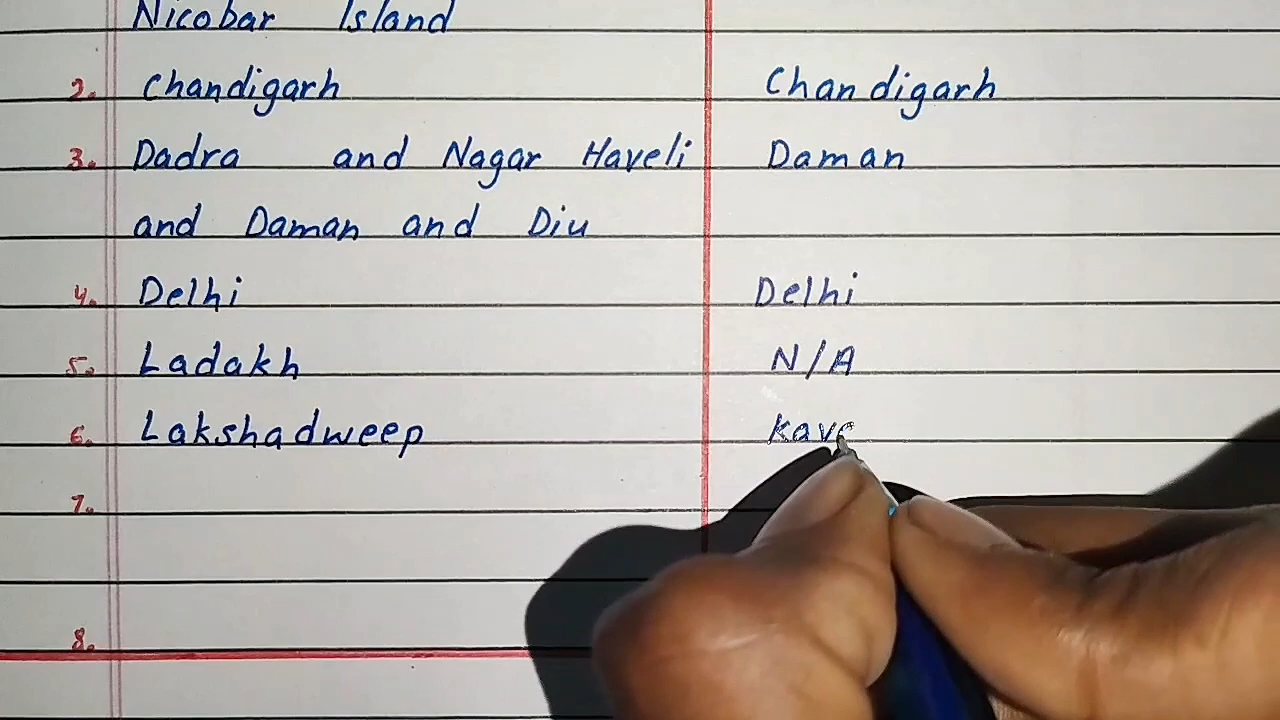 Nicobar Island
2. Chandigarh Chandigarh
3. Dadra and Nagar Haveli Daman
and Daman and Diu
4. Delhi Delhi
5. Ladakh N/A
6. Lakshadweep Kava
7.
8.